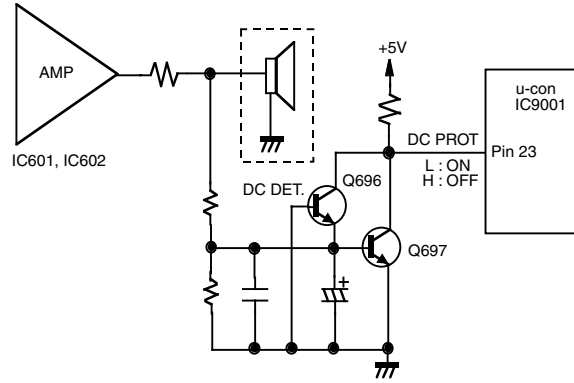 AMP
IC601, IC602
+5V
u-con
IC9001
DC PROT
Pin 23
L : ON
H : OFF
DC DET.
Q696
Q697
+